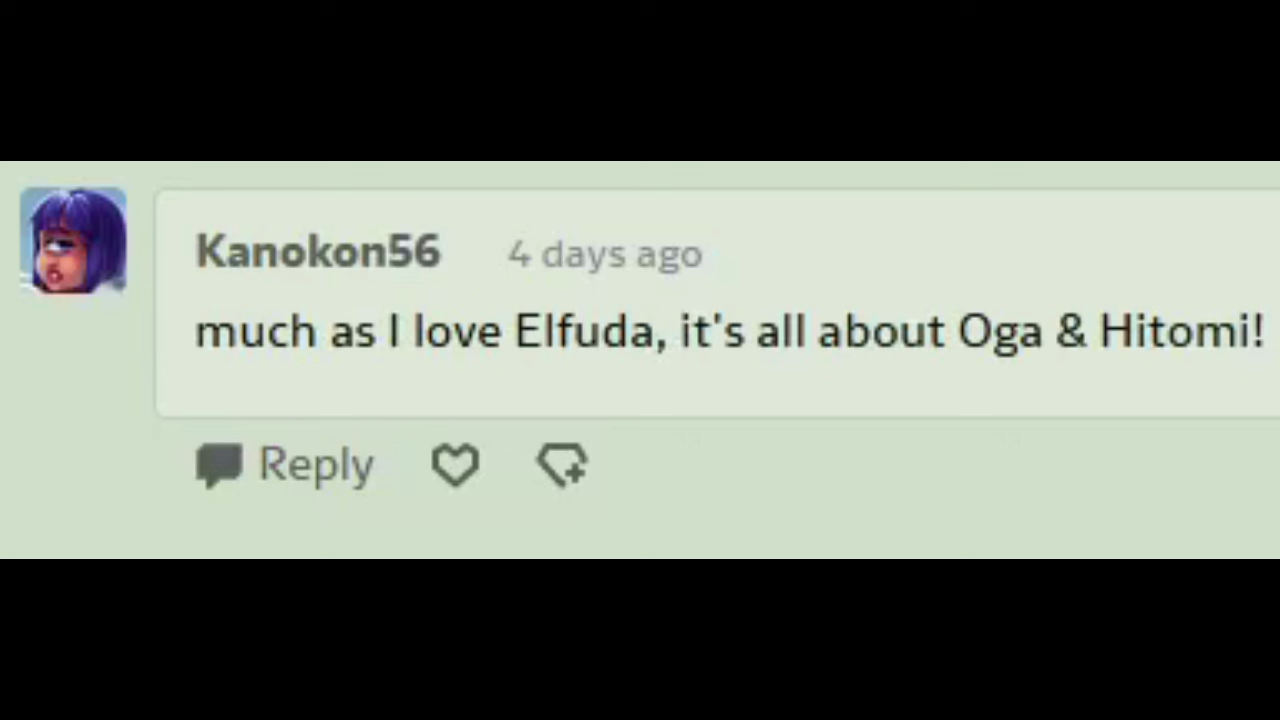 Kanokon56 4 days ago
much as I love Elfuda, it's all about Oga & Hitomi!
Reply